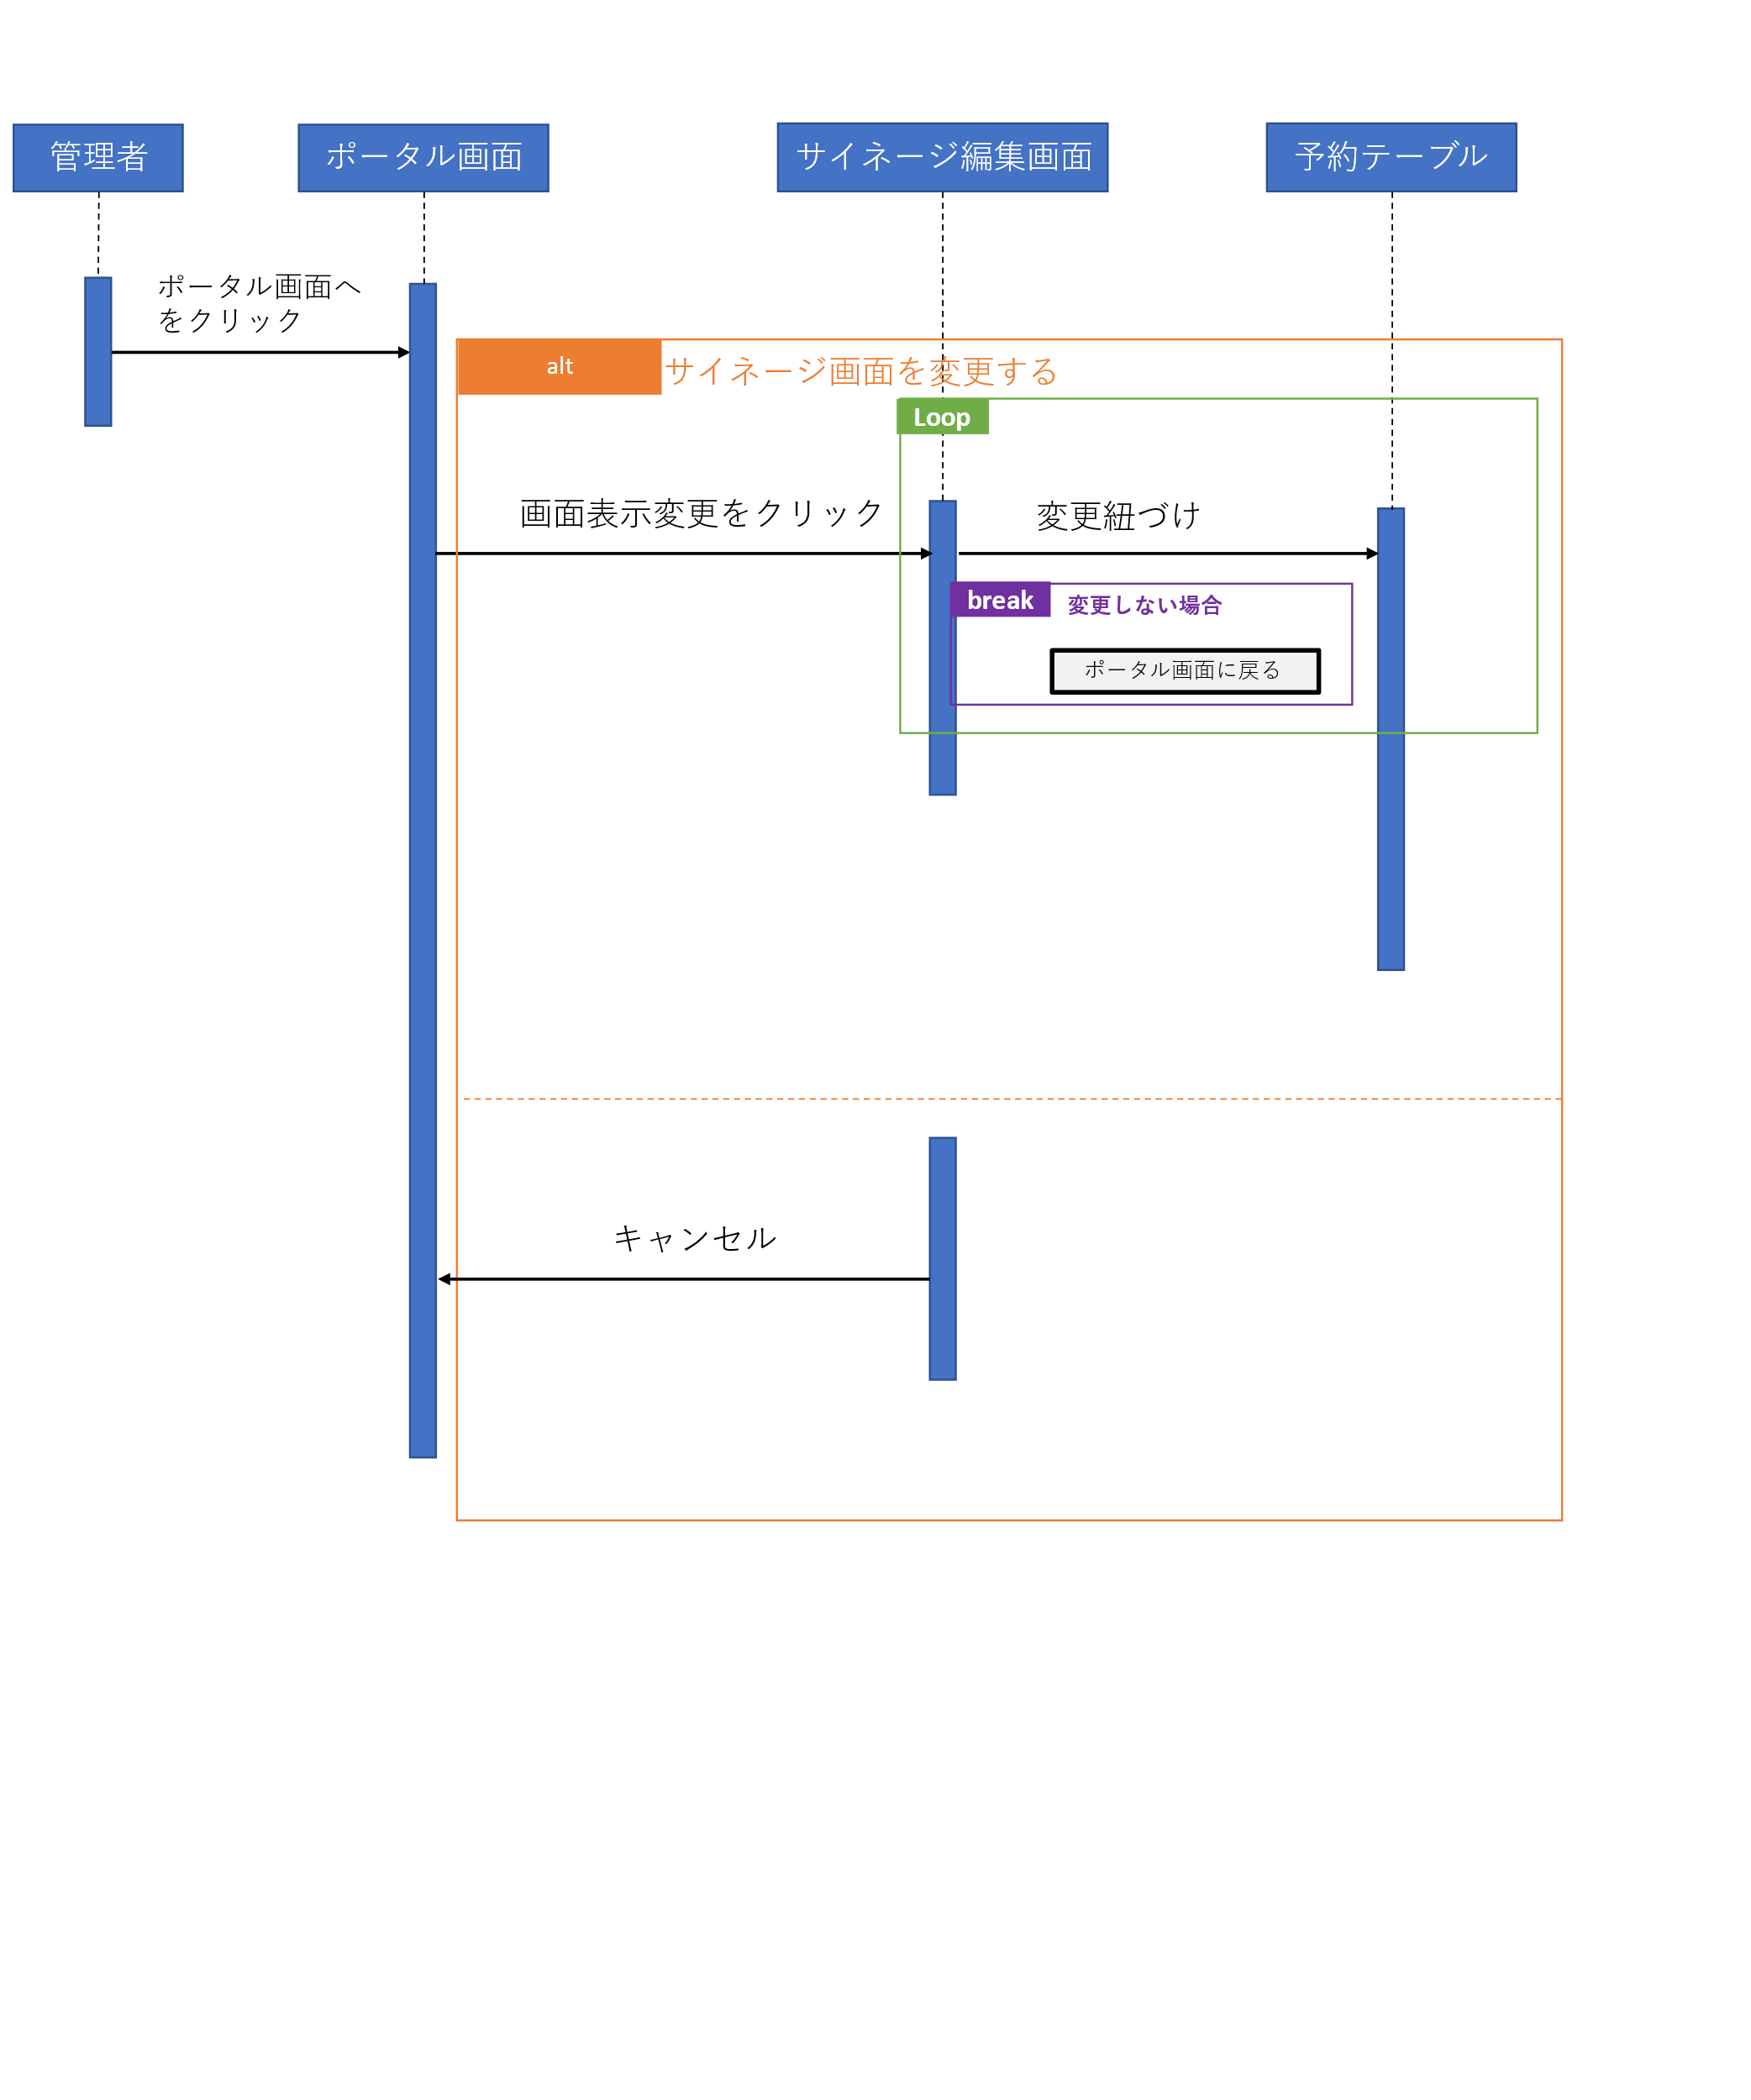 管理者
ポータル画面
サイネージ編集画面
予約テーブル
ポータル画面へ
をクリック
alt
サイネージ画面を変更する
Loop
画面表示変更をクリック
変更紐づけ
break
変更しない場合
ポータル画面に戻る
キャンセル